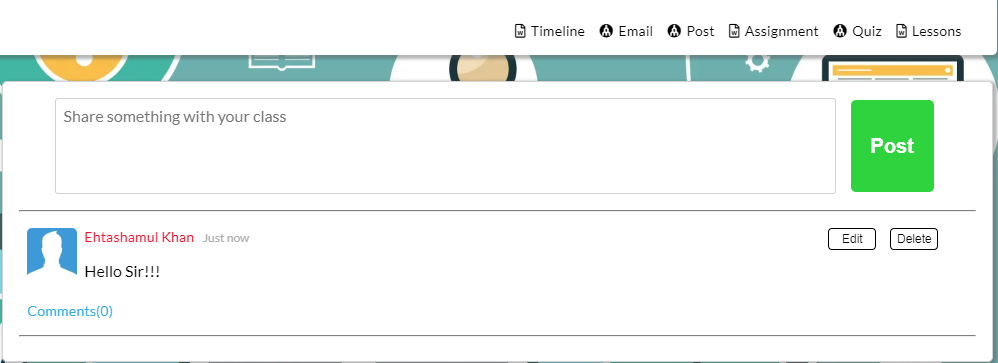 Timeline Email Post Assignment Quiz Lessons
Share something with your class
Post
Ehtashamul Khan Just now
Edit Delete
Hello Sir!!!
Comments(0)